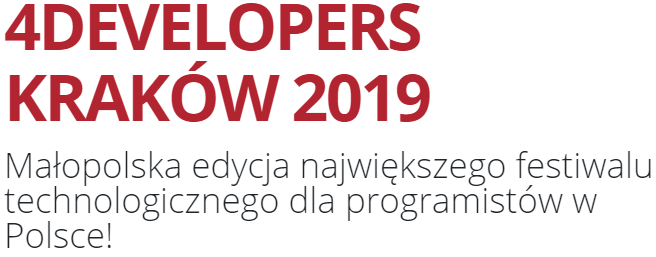 4DEVELOPERS
KRAKÓW 2019
Małopolska edycja największego festiwalu
technologicznego dla programistów w
Polsce!